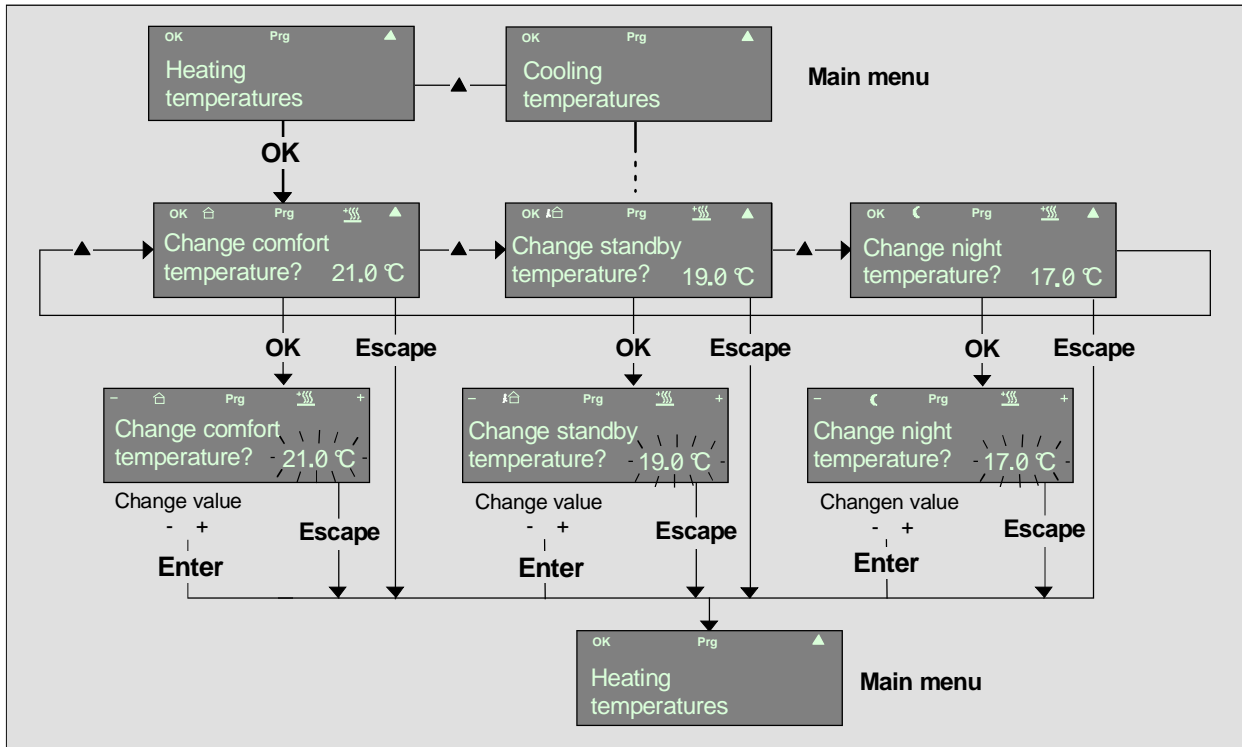 OK Prg ▲
Heating
temperatures
▲
OK Prg ▲
Cooling
temperatures
Main menu
OK
OK Prg + ▲
Change comfort
temperature? 21.0 °C
OK Prg + ▲
Change standby
temperature? 19.0 °C
OK Prg + ▲
Change night
temperature? 17.0 °C
▲
▲
▲
OK
Escape
OK
Escape
OK
Escape
- Prg + +
Change comfort
temperature? 21.0 °C
- Prg + +
Change standby
temperature? 19.0 °C
- Prg + +
Change night
temperature? 17.0 °C
Change value
- +
Enter
Escape
Change value
- +
Enter
Escape
Changen value
- +
Enter
Escape
OK Prg ▲
Heating
temperatures
Main menu